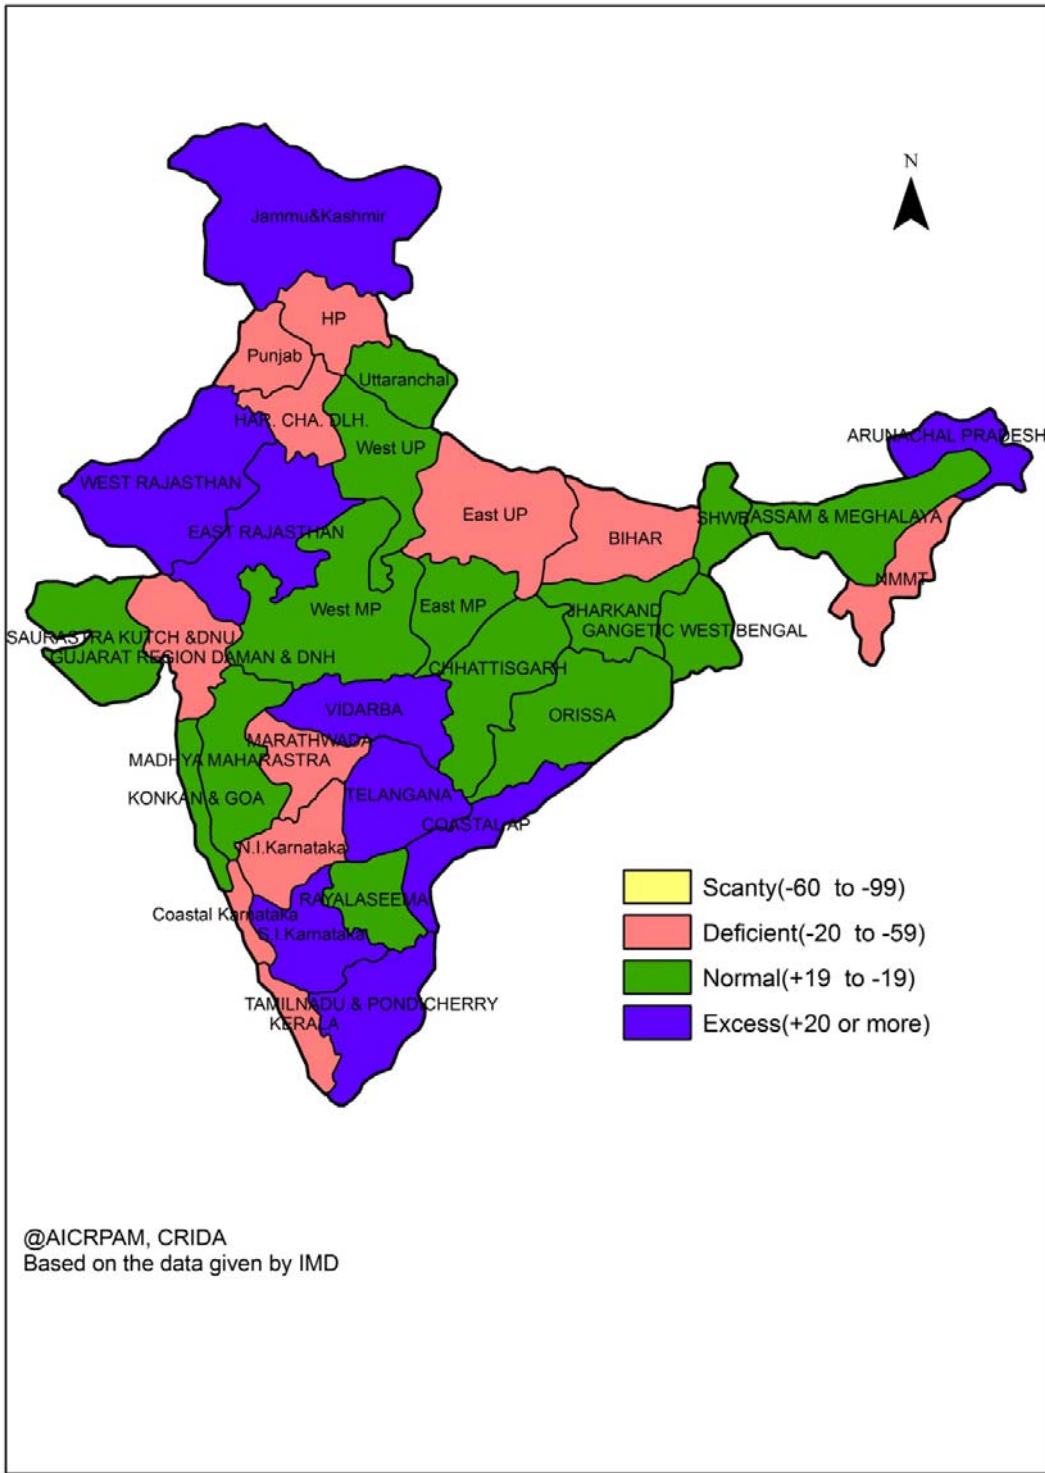 N
Jammu&Kashmir
HP
Punjab
Uttaranchal
HAR. CHA. DLH.
West UP
ARUNACHAL PRADESH
WEST RAJASTHAN
EAST RAJASTHAN
East UP
BIHAR
SHWB
ASSAM & MEGHALAYA
NMMT
West MP
East MP
JHARKAND
GANGETIC WEST BENGAL
SAURASTRA KUTCH &DNU
GUJARAT REGION DAMAN & DNH
CHHATTISGARH
ORISSA
VIDARBA
MARATHWADA
MADHYA MAHARASTRA
KONKAN & GOA
TELANGANA
COASTAL AP
N.I.Karnataka
RAYALASEEMA
Coastal Karnataka
S.I.Karnataka
TAMILNADU & PONDICHERRY
KERALA
Scanty(-60 to -99)
Deficient(-20 to -59)
Normal(+19 to -19)
Excess(+20 or more)
@AICRPAM, CRIDA
Based on the data given by IMD